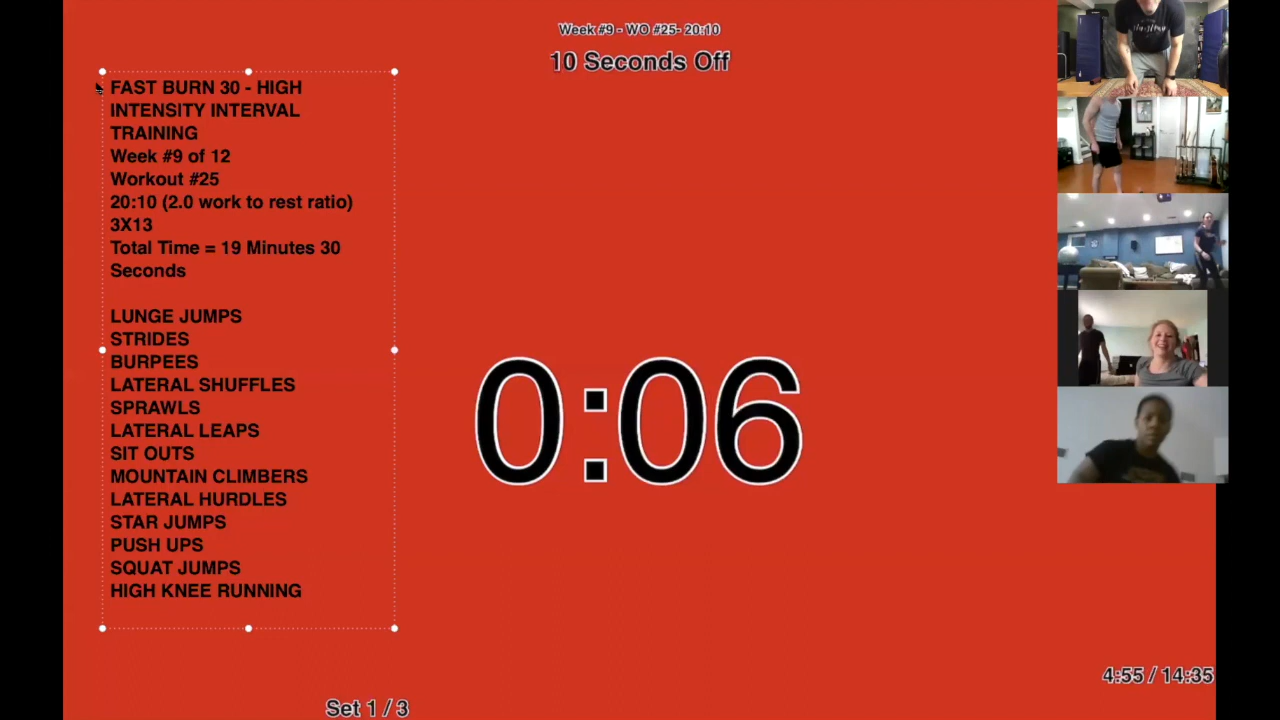 Week #9 - WO #25- 20:10
10 Seconds Off
FAST BURN 30 - HIGH
INTENSITY INTERVAL
TRAINING
Week #9 of 12
Workout #25
20:10 (2.0 work to rest ratio)
3X13
Total Time = 19 Minutes 30
Seconds
LUNGE JUMPS
STRIDES
BURPEES
LATERAL SHUFFLES
SPRAWLS
LATERAL LEAPS
SIT OUTS
MOUNTAIN CLIMBERS
LATERAL HURDLES
STAR JUMPS
PUSH UPS
SQUAT JUMPS
HIGH KNEE RUNNING
0:06
4:55 / 14:35
Set 1 / 3